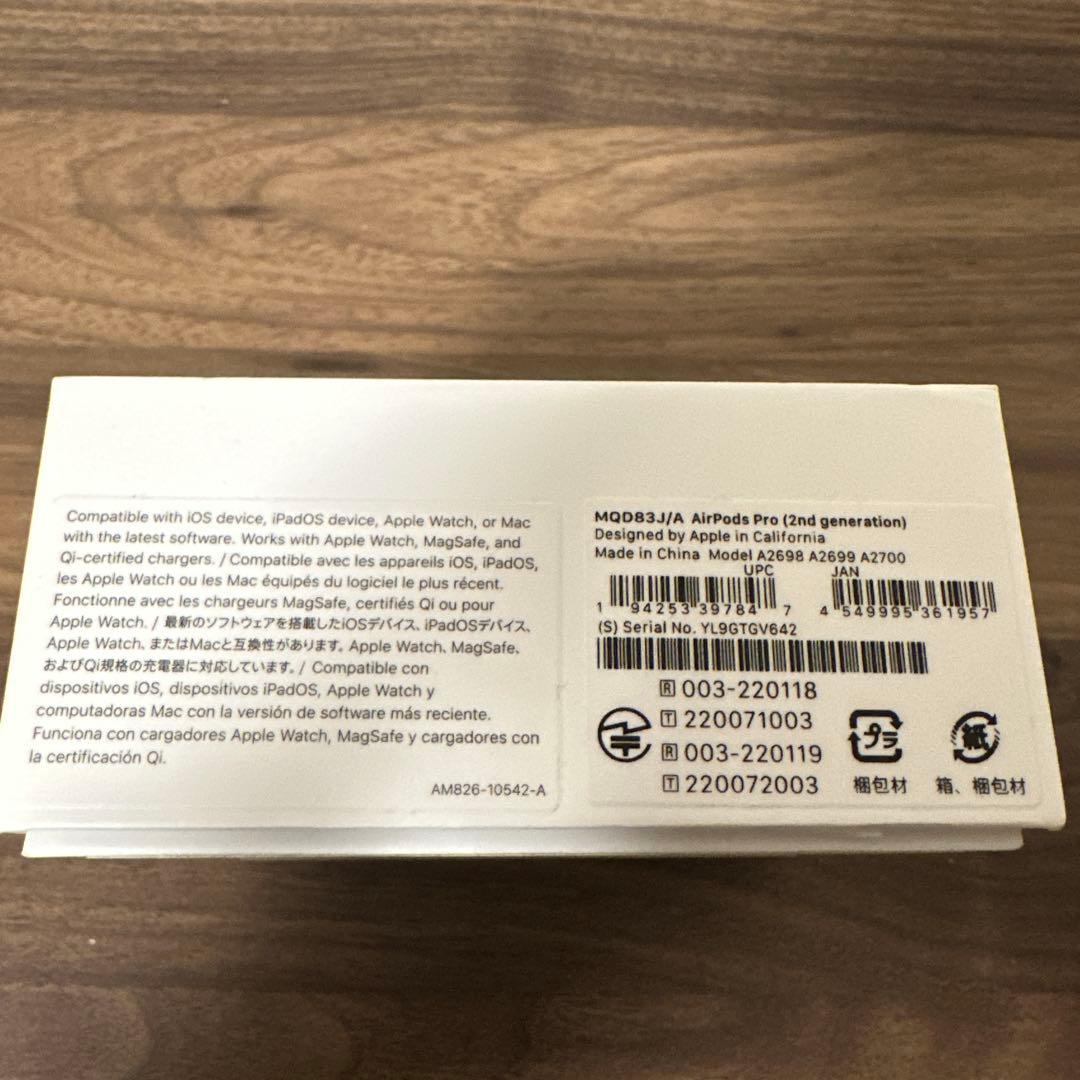 Compatible with iOS device, iPadOS device, Apple Watch, or Mac
with the latest software. Works with Apple Watch, MagSafe, and
Qi-certified chargers. / Compatible avec les appareils iOS, iPadOS,
les Apple Watch ou les Mac équipés du logiciel le plus récent.
Fonctionne avec les chargeurs MagSafe, certifiés Qi ou pour
Apple Watch. / 最新のソフトウェアを搭載したiOSデバイス、iPadOSデバイス、
Apple Watch、またはMacと互換性があります。Apple Watch、MagSafe、
およびQi規格の充電器に対応しています。/ Compatible con
dispositivos iOS, dispositivos iPadOS, Apple Watch y
computadoras Mac con la versión de software más reciente.
Funciona con cargadores Apple Watch, MagSafe y cargadores con
la certificación Qi.
AM826-10542-A
MQD83J/A AirPods Pro (2nd generation)
Designed by Apple in California
Made in China Model A2698 A2699 A2700
UPC JAN
1 94253 39784 7 4 549995 361957
(S) Serial No. YL9GTGV642
R 003-220118
T 220071003
R 003-220119
T 220072003
プラ
梱包材
紙
箱、梱包材